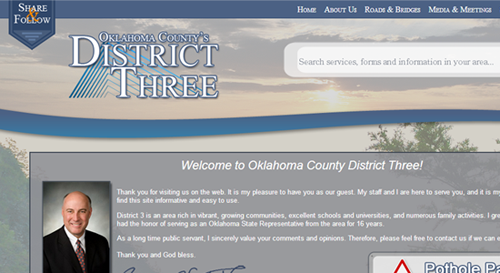 Share
&
Follow
Home About Us Roads & Bridges Media & Meetings
Oklahoma County's
District
Three
Search services, forms and information in your area...
Welcome to Oklahoma County District Three!
Thank you for visiting us on the web. It is my pleasure to have you as our guest. My staff and I are here to serve you, and it is my
find this site informative and easy to use.
District 3 is an area rich in vibrant, growing communities, excellent schools and universities, and numerous family activities. I
had the honor of serving as an Oklahoma State Representative from the area for 16 years.
As a long time public servant, I sincerely value your comments and opinions. Therefore, please feel free to contact us if we can
Thank you and God bless.
Pothole